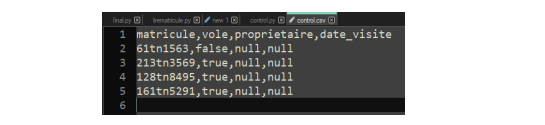 final.py lirematricule.py new 1 control.py control.csv
1 matricule,vole,proprietaire,date_visite
2 61tn1563,false,null,null
3 213tn3569,true,null,null
4 128tn8495,true,null,null
5 161tn5291,true,null,null
6